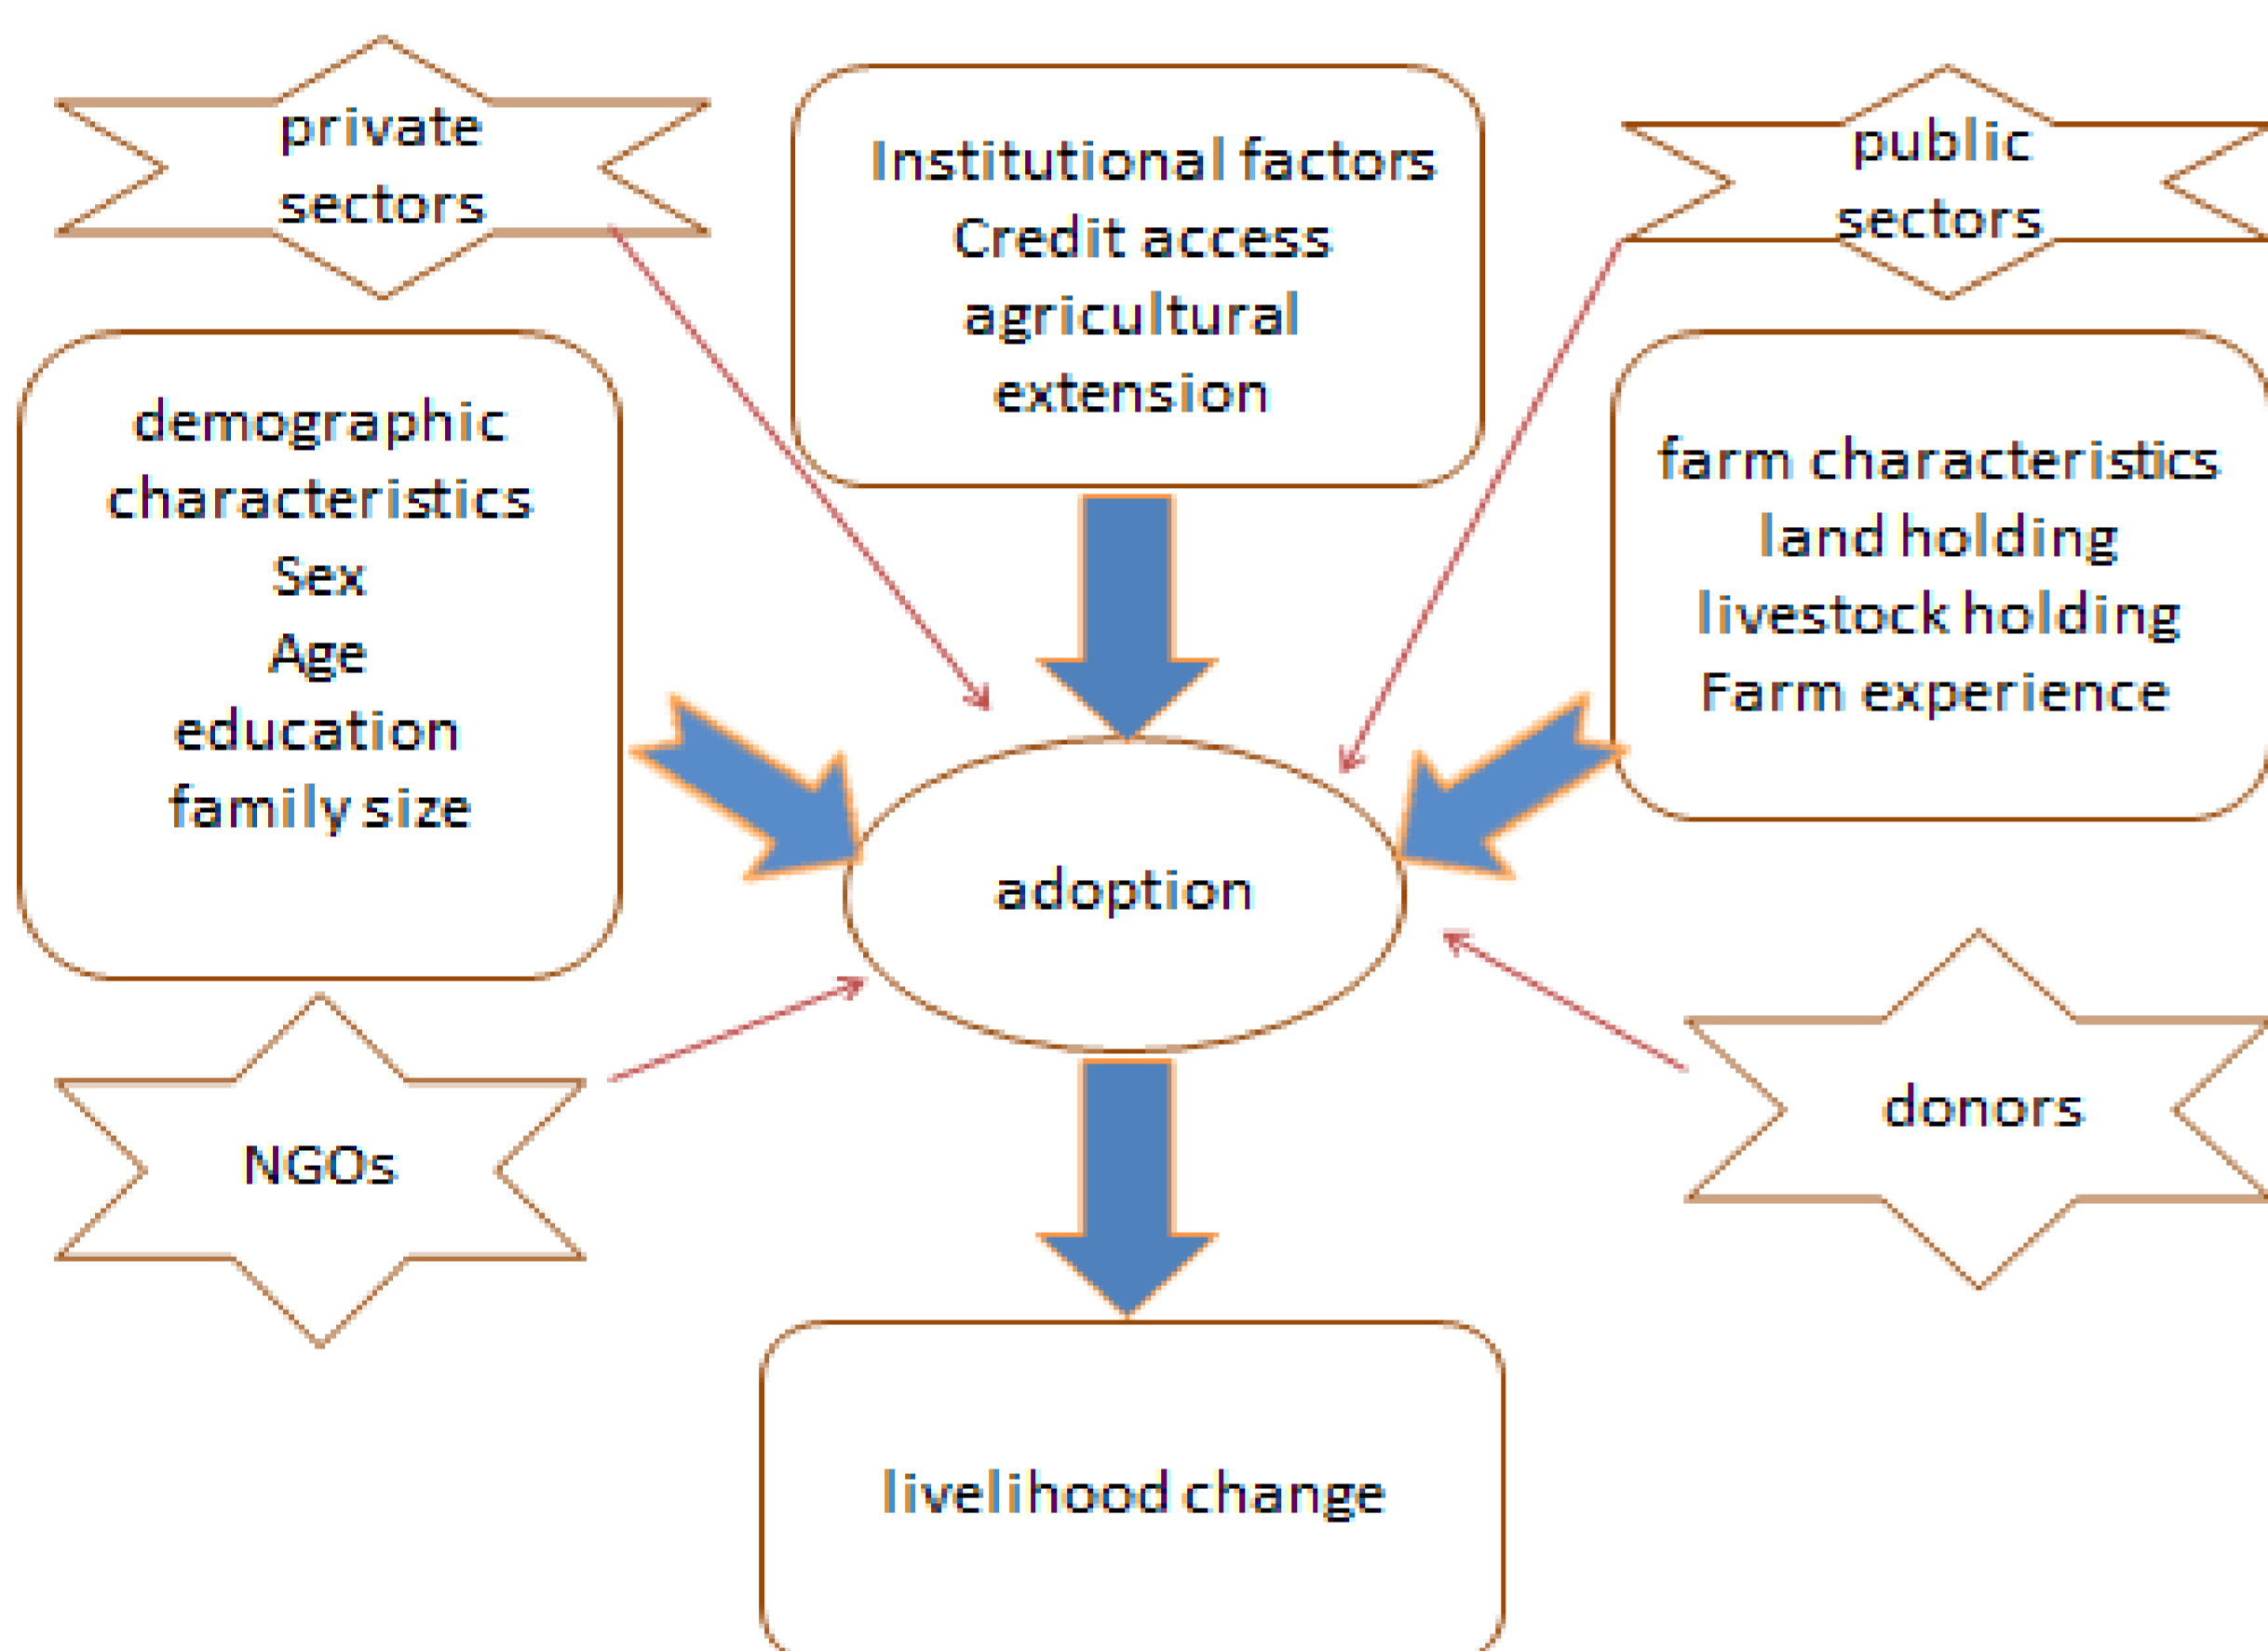 private
sectors
Institutional factors
Credit access
agricultural
extension
public
sectors
demographic
characteristics
Sex
Age
education
family size
farm characteristics
land holding
livestock holding
Farm experience
adoption
NGOs
donors
livelihood change